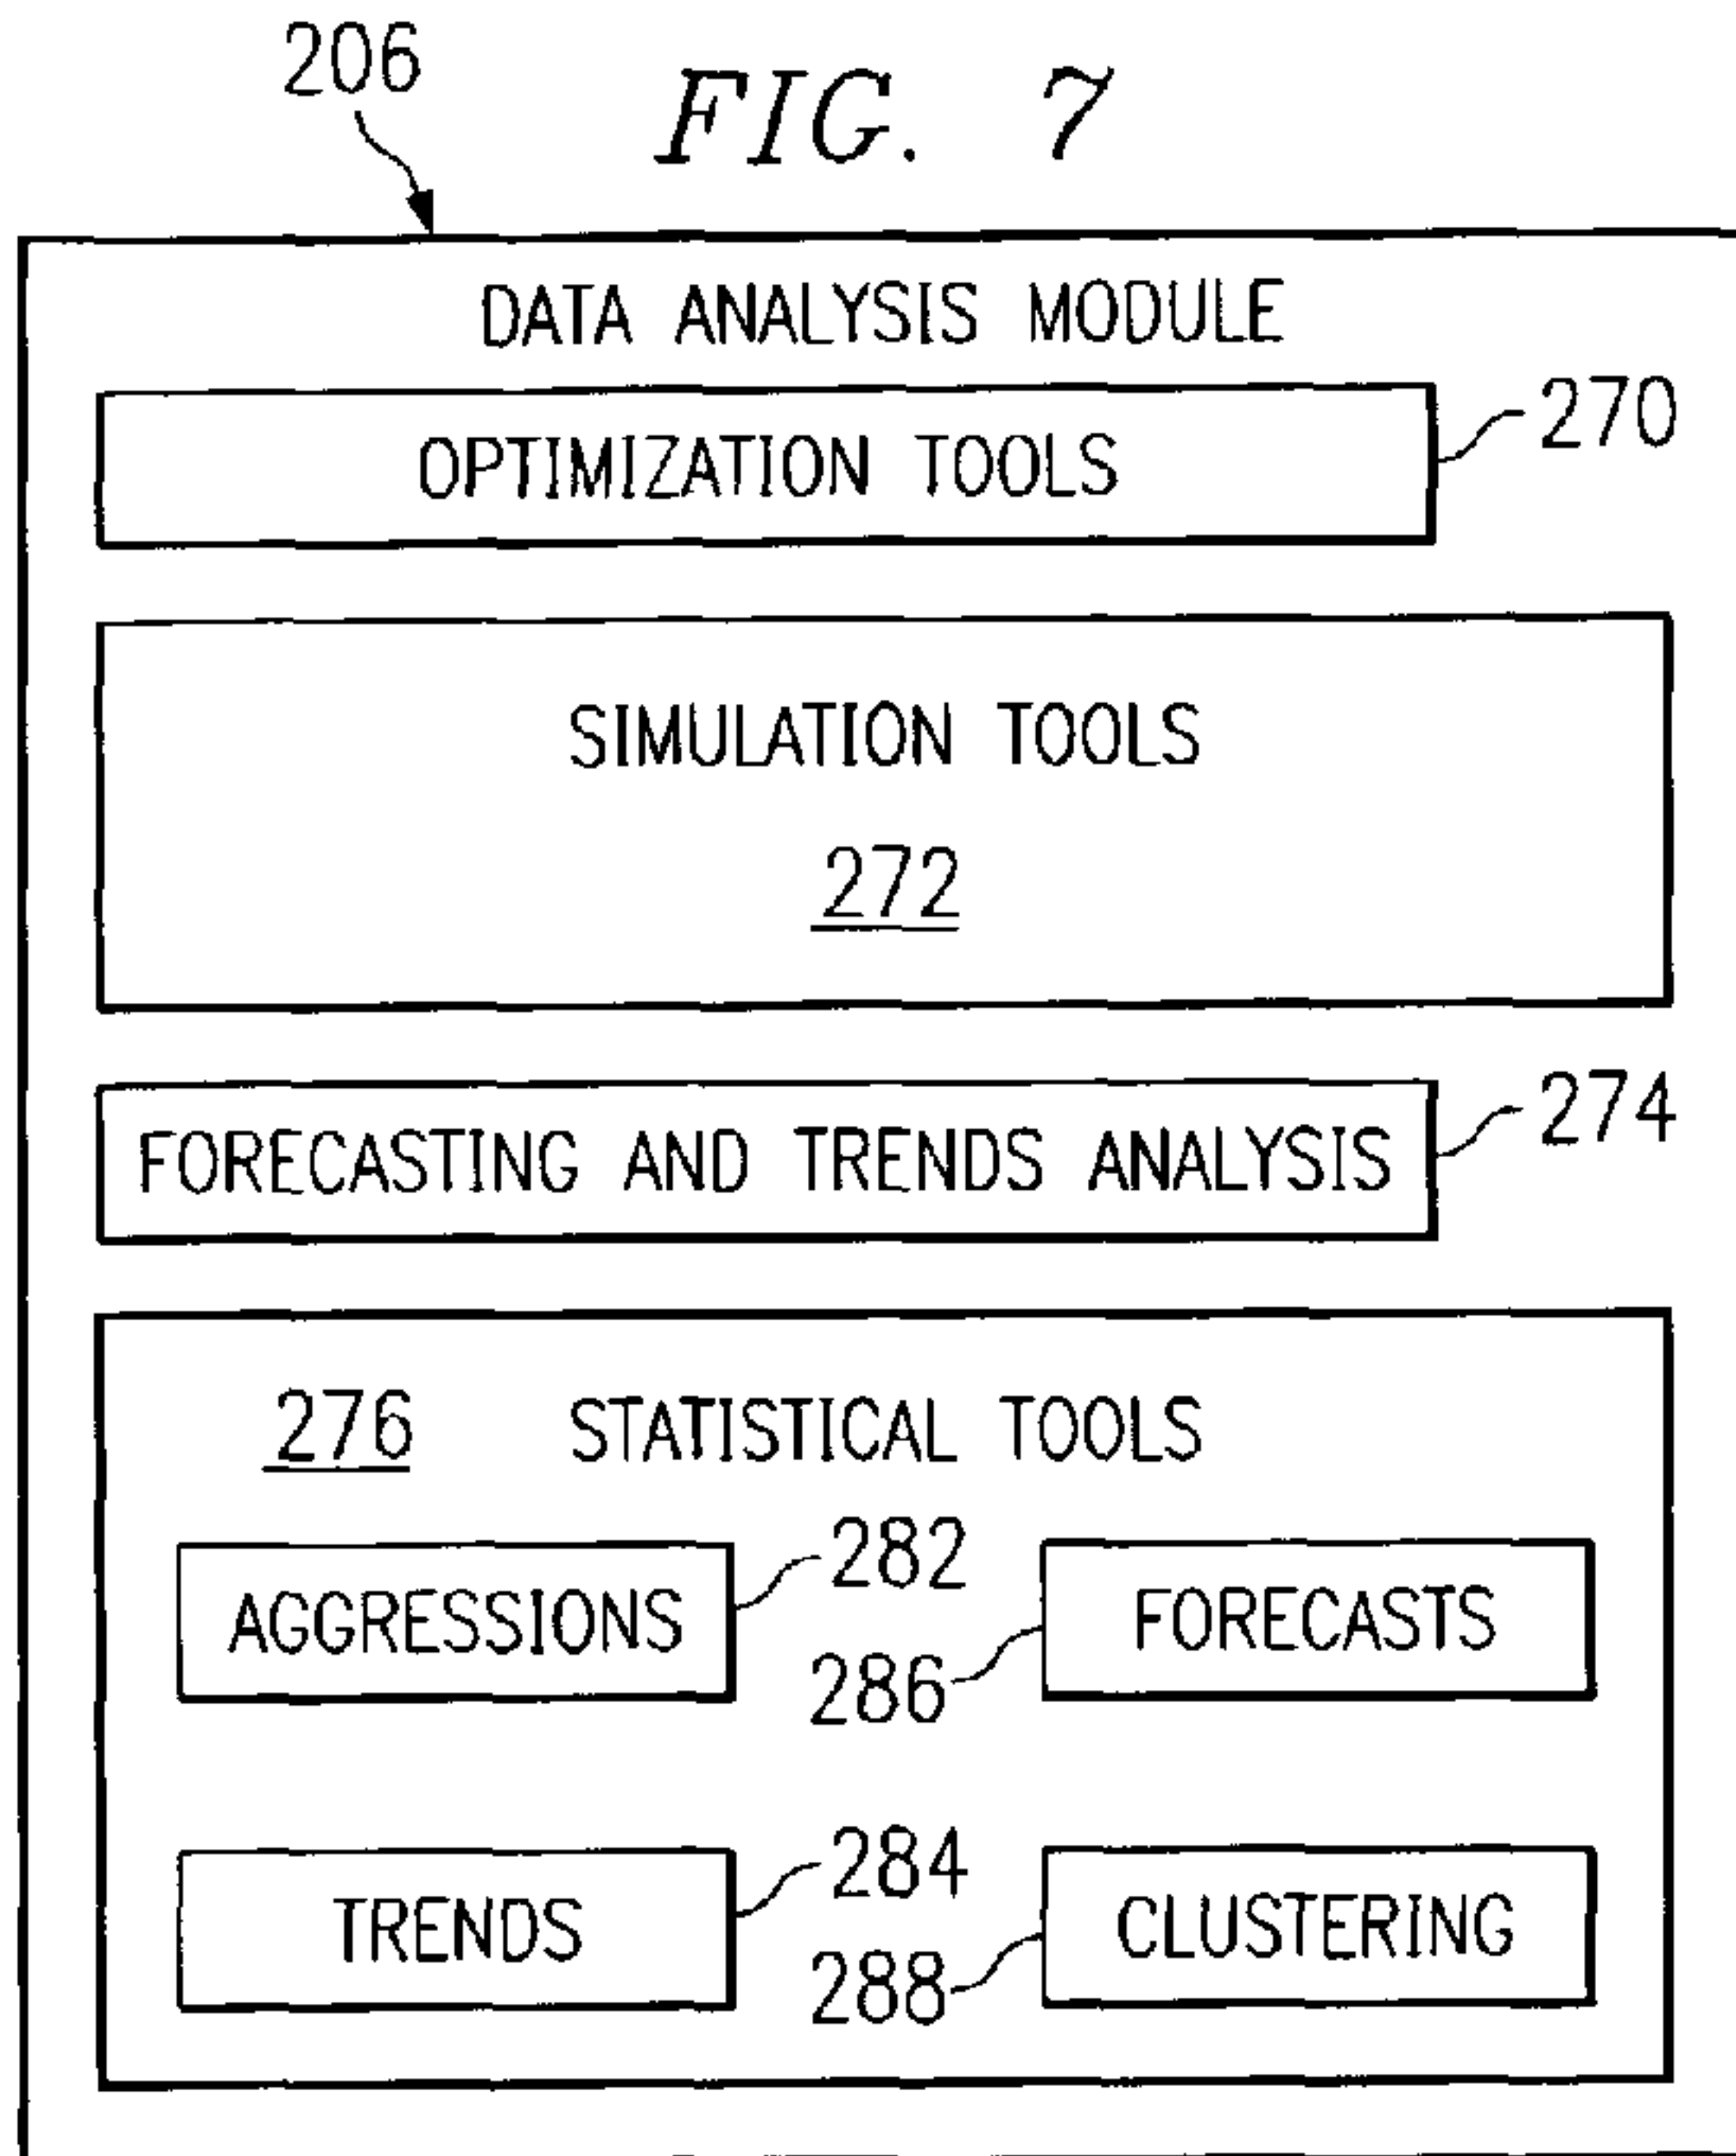 206
FIG. 7
DATA ANALYSIS MODULE
OPTIMIZATION TOOLS
270
SIMULATION TOOLS
272
FORECASTING AND TRENDS ANALYSIS
274
276 STATISTICAL TOOLS
AGGRESSIONS
282
FORECASTS
286
TRENDS
284
CLUSTERING
288